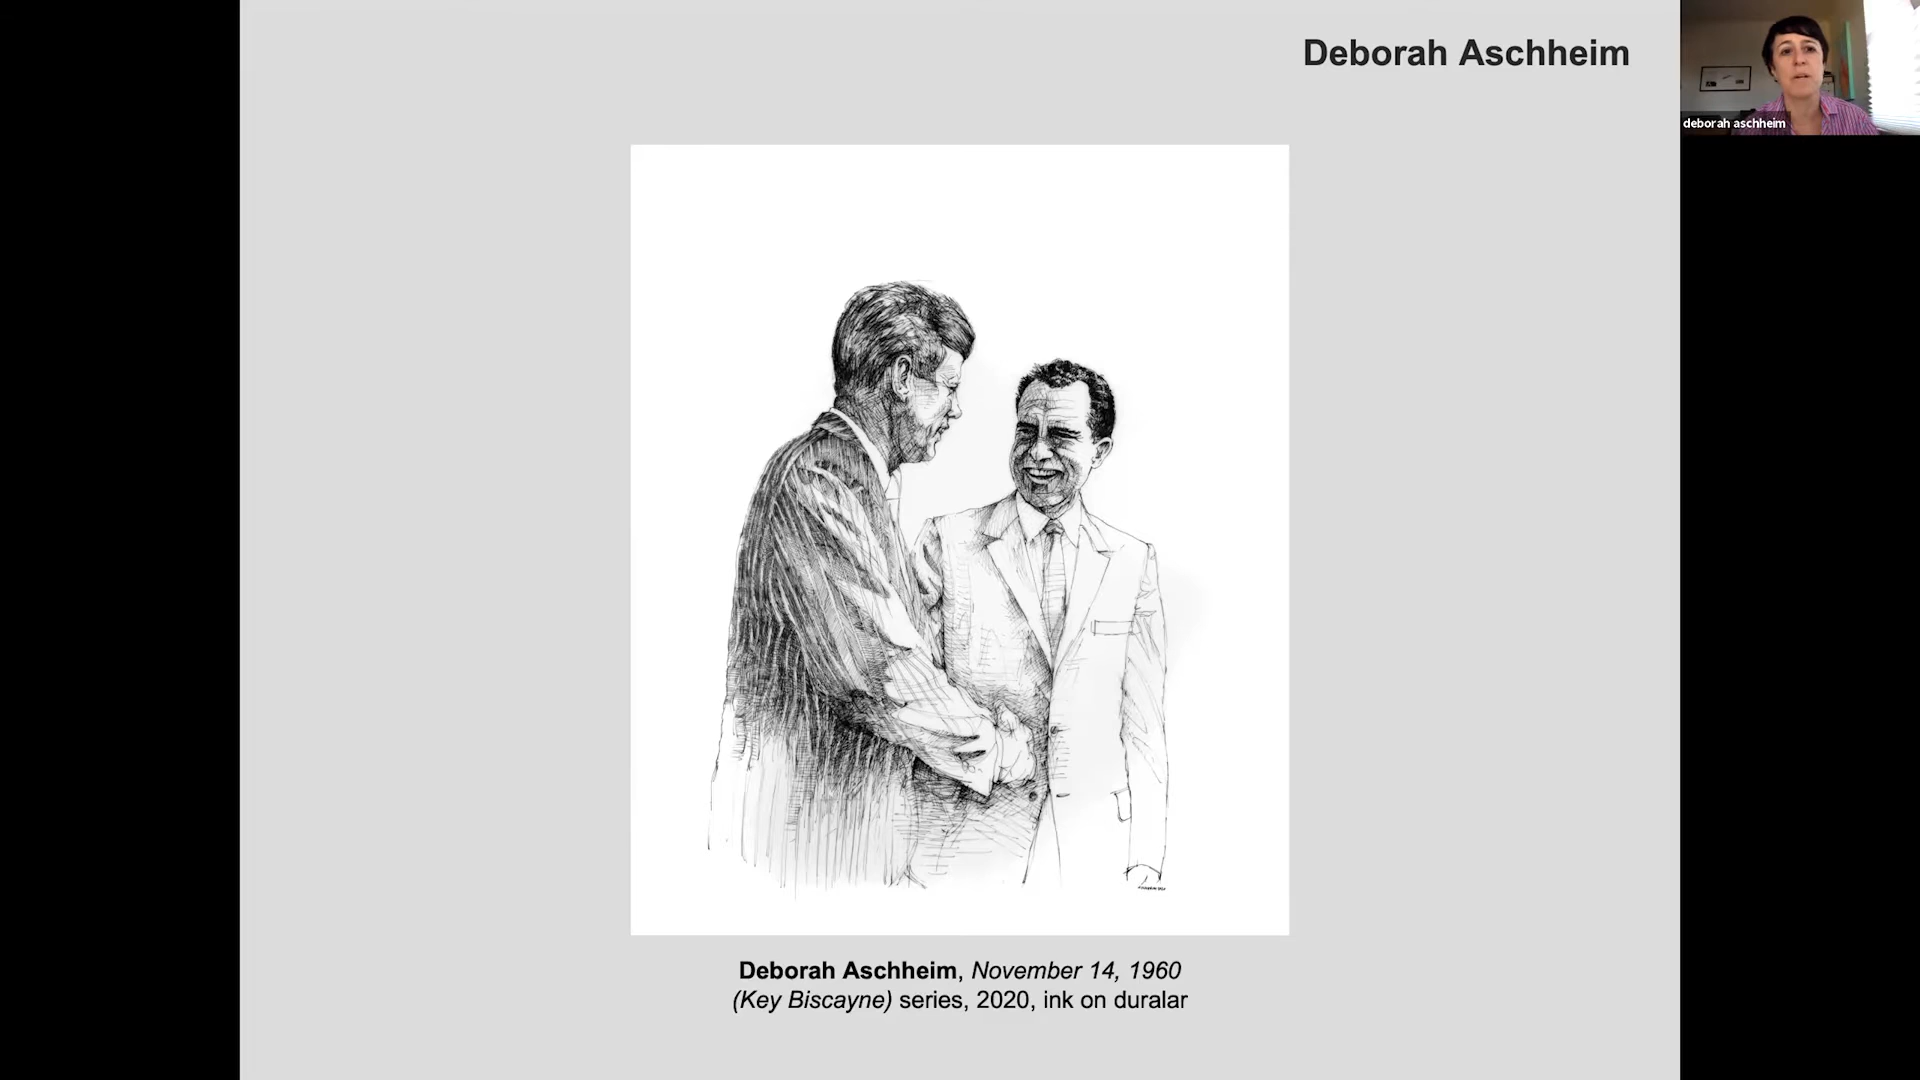 Deborah Aschheim
deborah aschheim
Deborah Aschheim, November 14, 1960
(Key Biscayne) series, 2020, ink on duralar